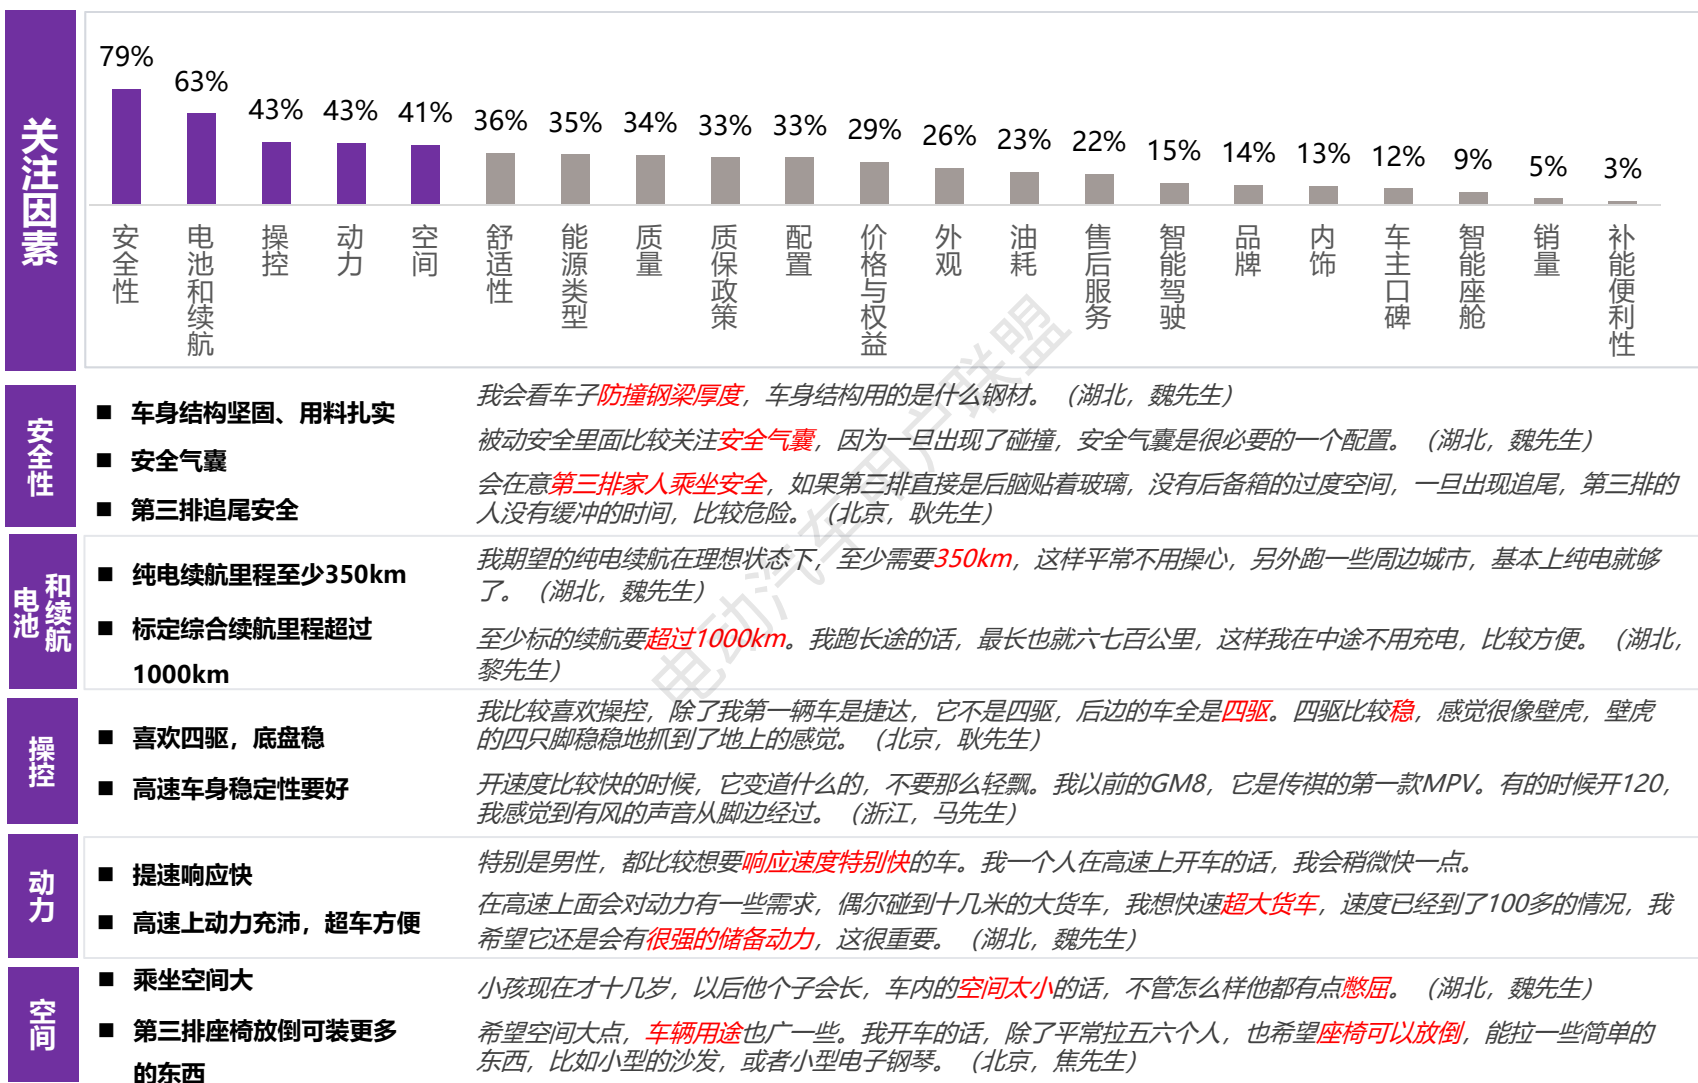 关注因素
79% 63% 43% 43% 41% 36% 35% 34% 33% 33% 29% 26% 23% 22% 15% 14% 13% 12% 9% 5% 3%
安全性 电池和续航 操控 动力 空间 舒适性 能源类型 质量 质保政策 配置 价格与权益 外观 油耗 售后服务 智能驾驶 品牌 内饰 车主口碑 智能座舱 销量 补能便利性
安全性
■ 车身结构坚固、用料扎实
■ 安全气囊
■ 第三排追尾安全
我会看车子防撞钢梁厚度，车身结构用的是什么钢材。（湖北，魏先生）
被动安全里面比较关注安全气囊，因为一旦出现了碰撞，安全气囊是很必要的一个配置。（湖北，魏先生）
会在意第三排家人乘坐安全，如果第三排直接是后脑贴着玻璃，没有后备箱的过度空间，一旦出现追尾，第三排的
人没有缓冲的时间，比较危险。（北京，耿先生）
电池和续航
■ 纯电续航里程至少350km
■ 标定综合续航里程超过
1000km
我期望的纯电续航在理想状态下，至少需要350km，这样平常不用操心，另外跑一些周边城市，基本上纯电就够
了。（湖北，魏先生）
至少标的续航要超过1000km。我跑长途的话，最长也就六七百公里，这样我在中途不用充电，比较方便。（湖北，
黎先生）
操控
■ 喜欢四驱，底盘稳
■ 高速车身稳定性要好
我比较喜欢操控，除了我第一辆车是捷达，它不是四驱，后边的车全是四驱。四驱比较稳，感觉很像壁虎，壁虎
的四只脚稳稳地抓到了地上的感觉。（北京，耿先生）
开速度比较快的时候，它变道什么的，不要那么轻飘。我以前的GM8，它是传祺的第一款MPV。有的时候开120，
我感觉到有风的声音从脚边经过。（浙江，马先生）
动力
■ 提速响应快
■ 高速上动力充沛，超车方便
特别是男性，都比较想要响应速度特别快的车。我一个人在高速上开车的话，我会稍微快一点。
在高速上面会对动力有一些需求，偶尔碰到十几米的大货车，我想快速超大货车，速度已经到了100多的情况，我
希望它还是会有很强的储备动力，这很重要。（湖北，魏先生）
空间
■ 乘坐空间大
■ 第三排座椅放倒可装更多
的东西
小孩现在才十几岁，以后他个子会长，车内的空间太小的话，不管怎么样他都有点憋屈。（湖北，魏先生）
希望空间大点，车辆用途也广一些。我开车的话，除了平常拉五六个人，也希望座椅可以放倒，能拉一些简单的
东西，比如小型的沙发，或者小型电子钢琴。（北京，焦先生）
电动汽车用户联盟